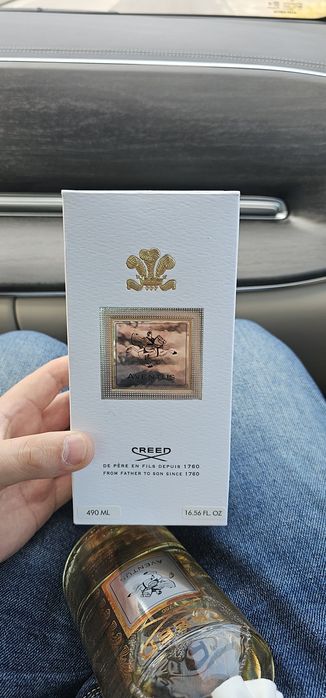 AVENTUS
CREED
DE PÈRE EN FILS DEPUIS 1760
FROM FATHER TO SON SINCE 1760
490 ML 16.56 FL. OZ
AVENTUS